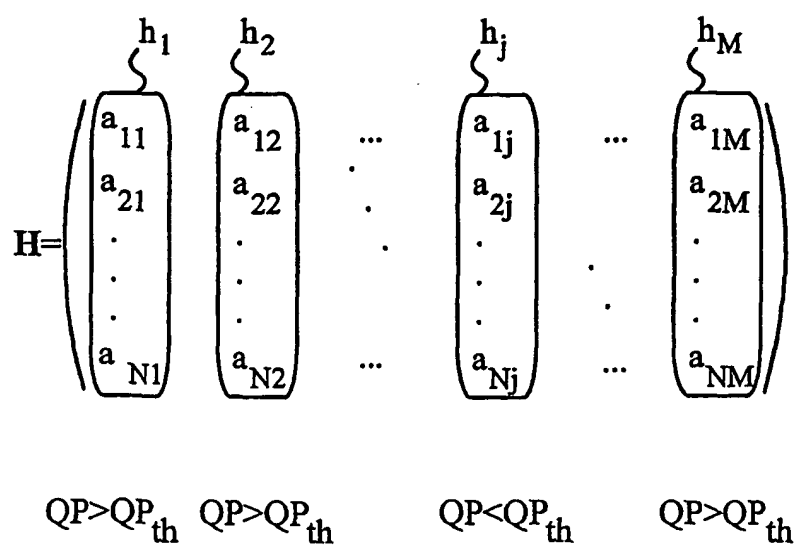 h1 h2 hj hM
a11 a12 ... a1j ... a1M
a21 a22 a2j a2M
H=
aN1 aN2 ... aNj ... aNM
QP>QPth QP>QPth QP<QPth QP>QPth